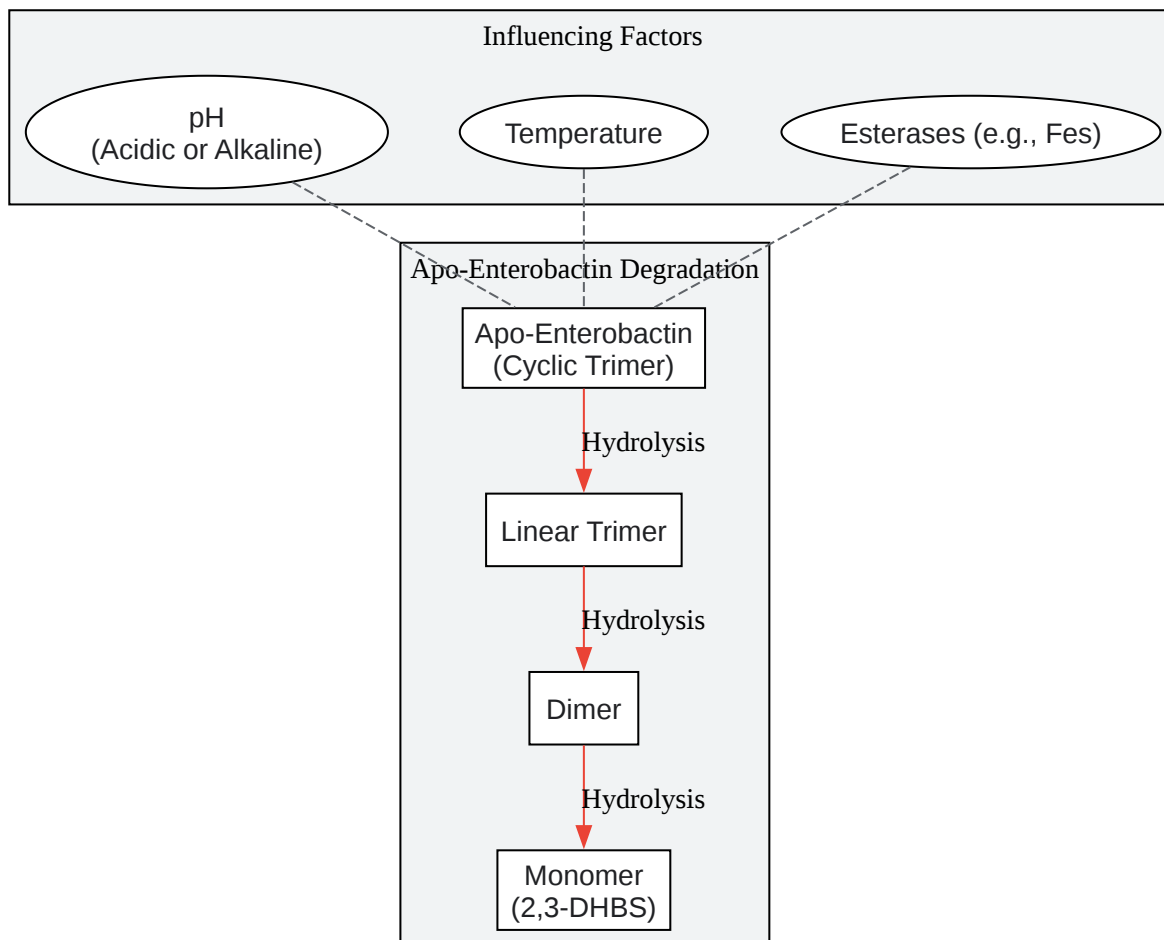 Influencing Factors
pH
(Acidic or Alkaline)
Temperature
Esterases (e.g., Fes)
Apo-Enterobactin Degradation
Apo-Enterobactin
(Cyclic Trimer)
Hydrolysis
Linear Trimer
Hydrolysis
Dimer
Hydrolysis
Monomer
(2,3-DHBS)